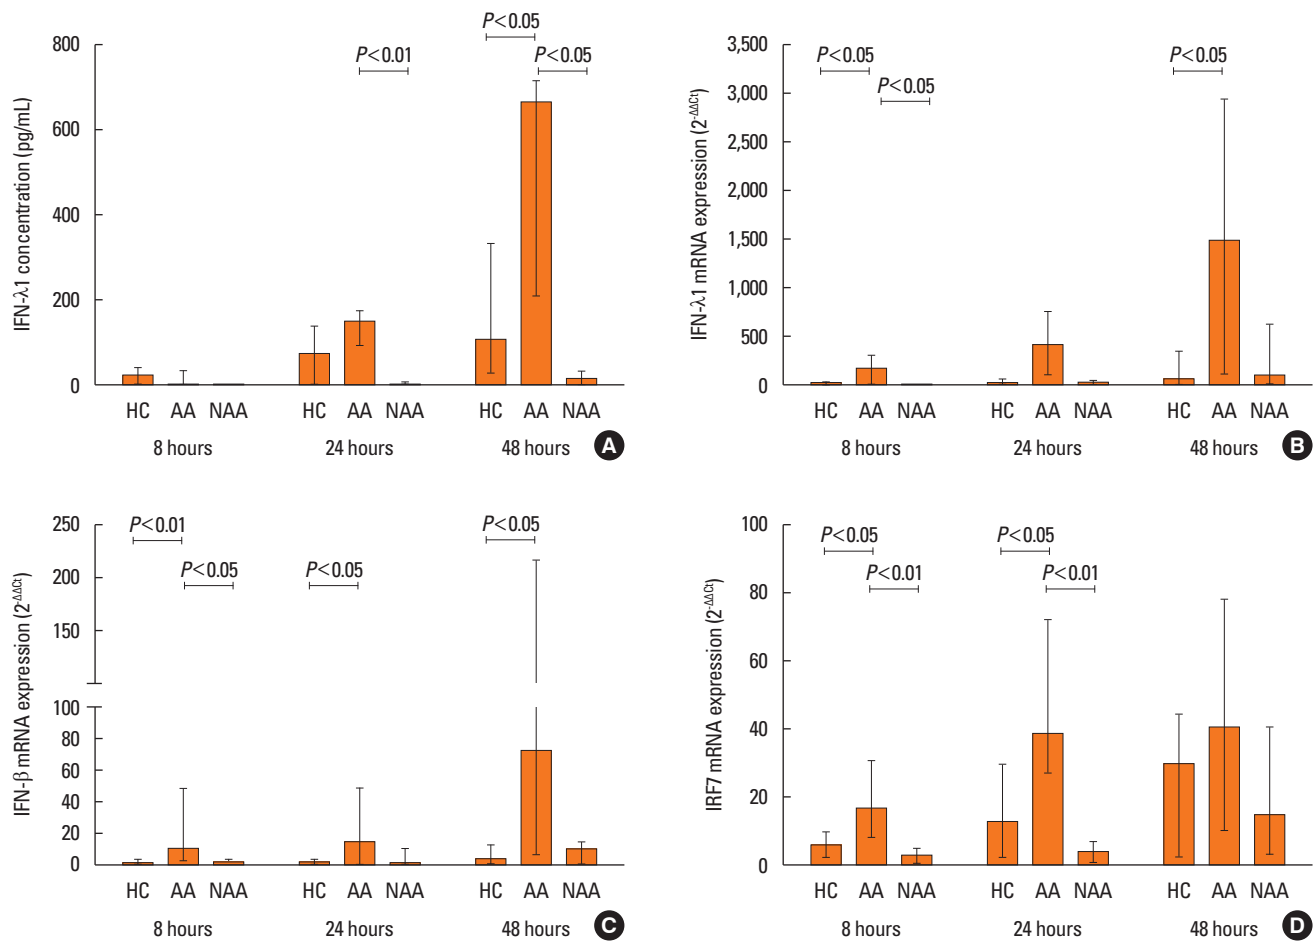 IFN-λ1 concentration (pg/mL)
800
600
400
200
0
P<0.01
P<0.05
P<0.05
HC AA NAA HC AA NAA HC AA NAA
8 hours 24 hours 48 hours
A
IFN-λ1 mRNA expression (2-ΔΔCt)
3,500
3,000
2,500
2,000
1,500
1,000
500
0
P<0.05
P<0.05
P<0.05
HC AA NAA HC AA NAA HC AA NAA
8 hours 24 hours 48 hours
B
IFN-β mRNA expression (2-ΔΔCt)
250
200
150
100
80
60
40
20
0
P<0.01
P<0.05
P<0.05
P<0.05
HC AA NAA HC AA NAA HC AA NAA
8 hours 24 hours 48 hours
C
IRF7 mRNA expression (2-ΔΔCt)
100
80
60
40
20
0
P<0.05
P<0.01
P<0.05
P<0.01
HC AA NAA HC AA NAA HC AA NAA
8 hours 24 hours 48 hours
D